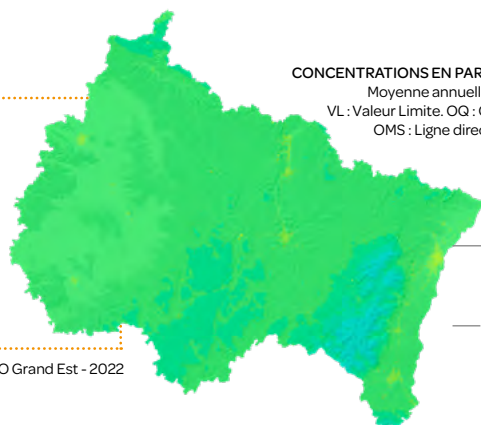 CONCENTRATIONS EN PAR
Moyenne annuell
VL : Valeur Limite. OQ :
OMS : Ligne direc
O Grand Est - 2022